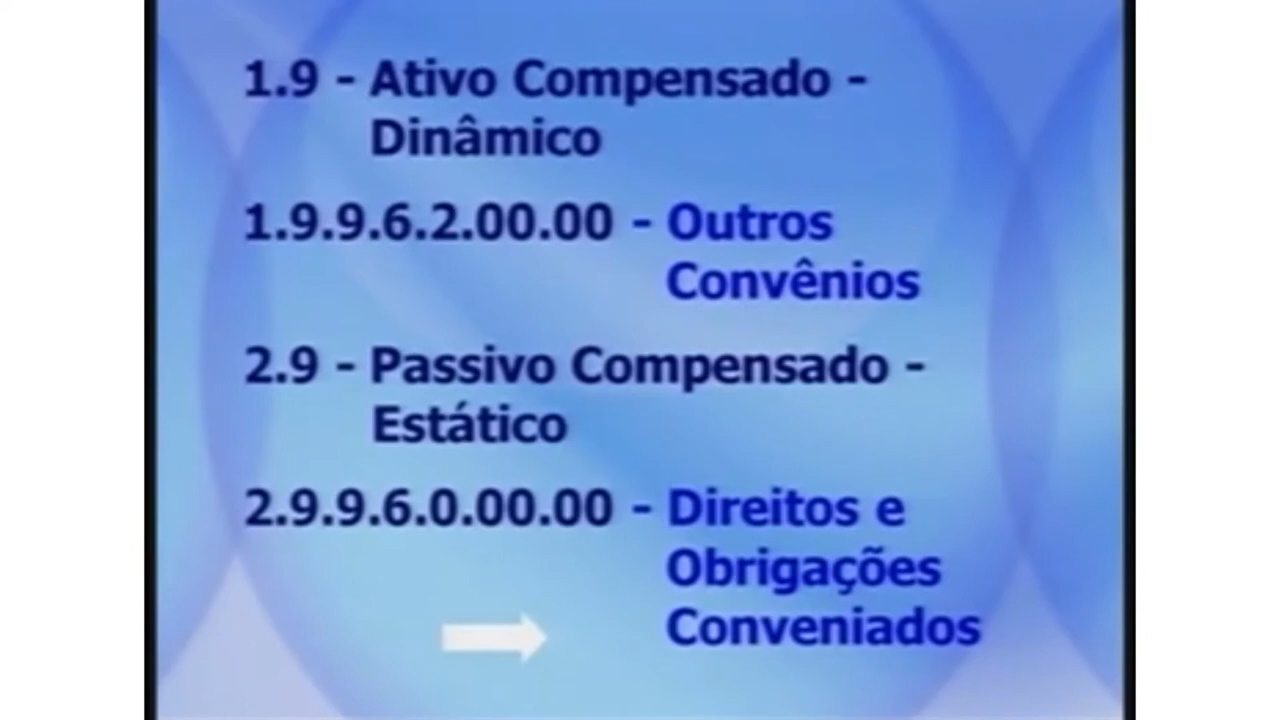 1.9 - Ativo Compensado -
Dinâmico
1.9.9.6.2.00.00 - Outros
Convênios
2.9 - Passivo Compensado -
Estático
2.9.9.6.0.00.00 - Direitos e
Obrigações
Conveniados